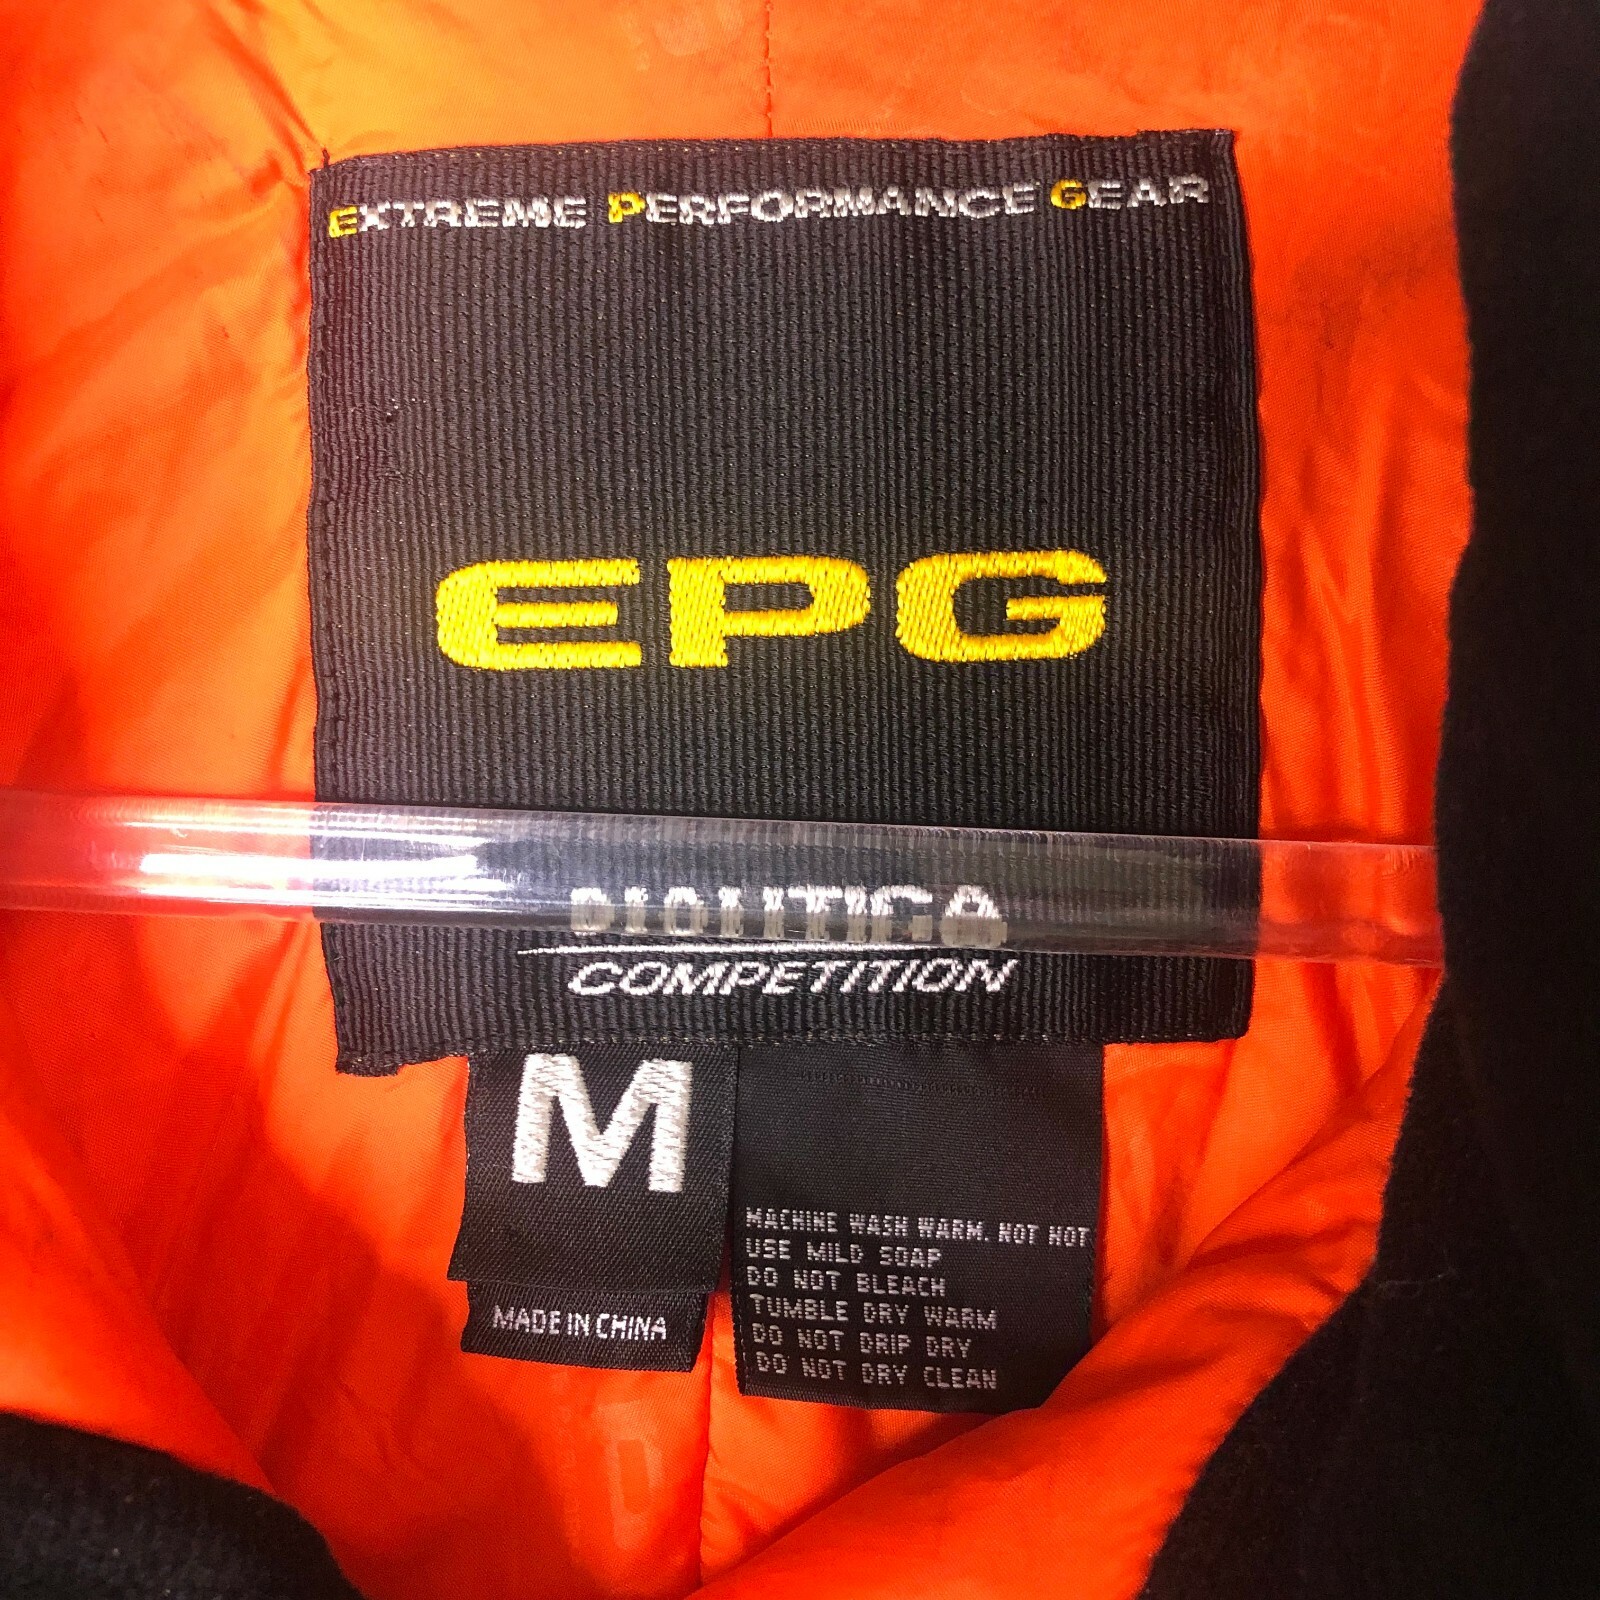 EXTREME PERFORMANCE GEAR
EPG
NAUTICA
COMPETITION
M
MADE IN CHINA
MACHINE WASH WARM, NOT HOT
USE MILD SOAP
DO NOT BLEACH
TUMBLE DRY WARM
DO NOT DRIP DRY
DO NOT DRY CLEAN